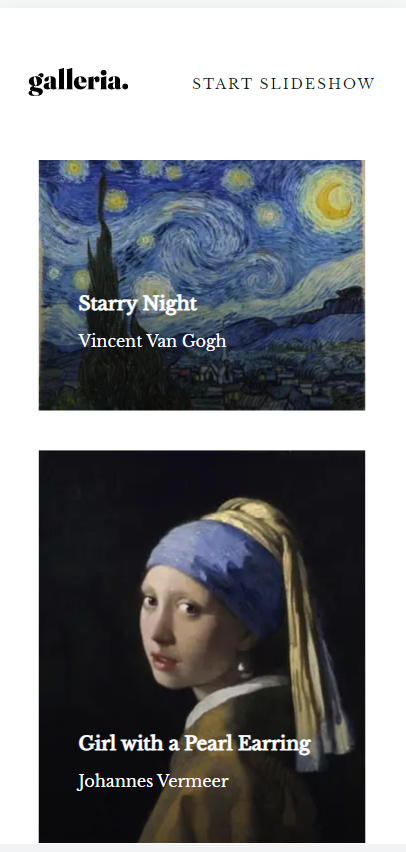 galleria.
START SLIDESHOW
Starry Night
Vincent Van Gogh
Girl with a Pearl Earring
Johannes Vermeer